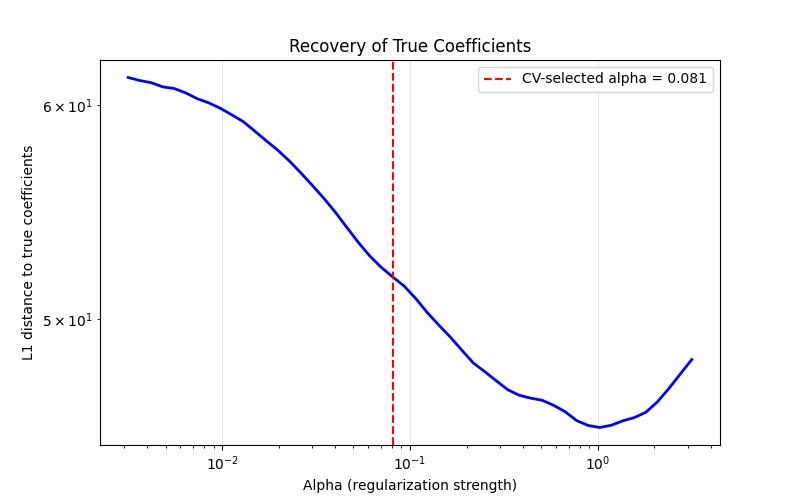 Recovery of True Coefficients
CV-selected alpha = 0.081
L1 distance to true coefficients
6 × 10¹
5 × 10¹
10⁻²
10⁻¹
10⁰
Alpha (regularization strength)